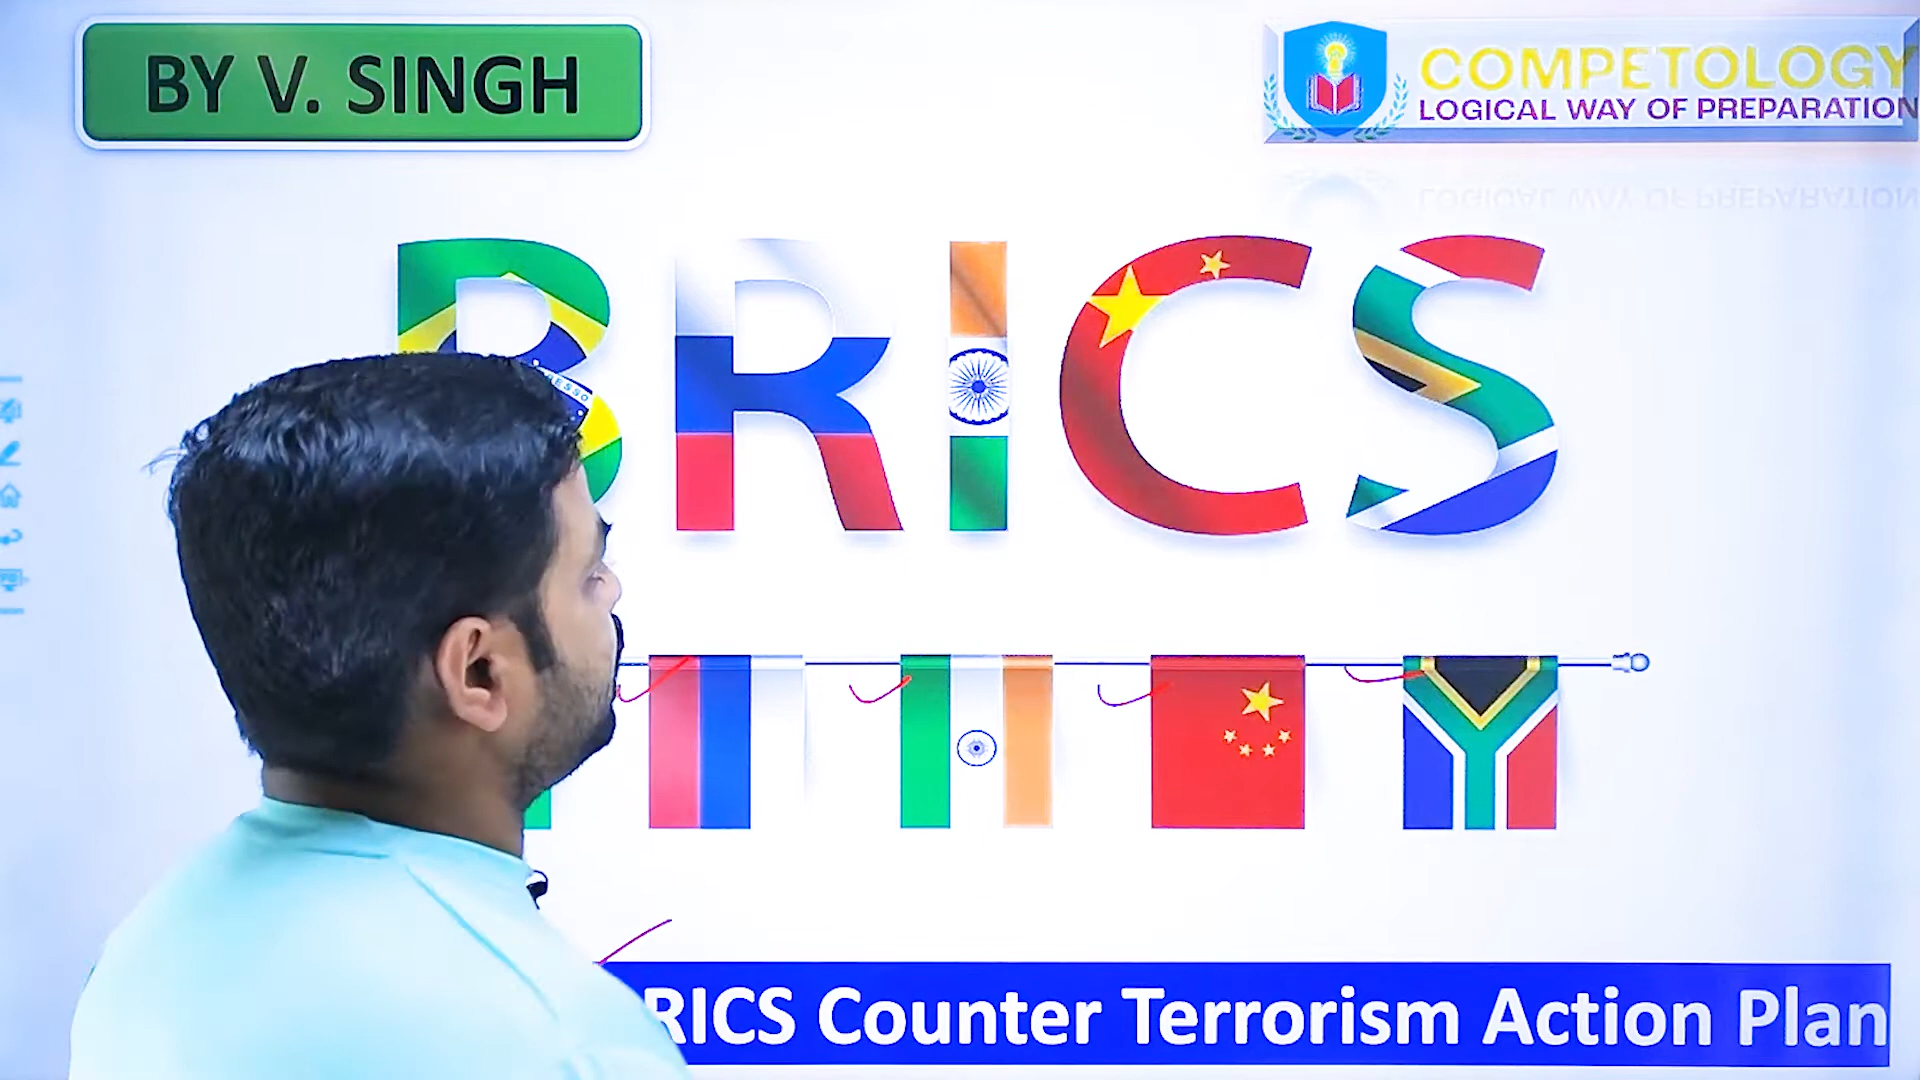 BY V. SINGH
COMPETOLOGY
LOGICAL WAY OF PREPARATION
BRICS
RICS Counter Terrorism Action Plan